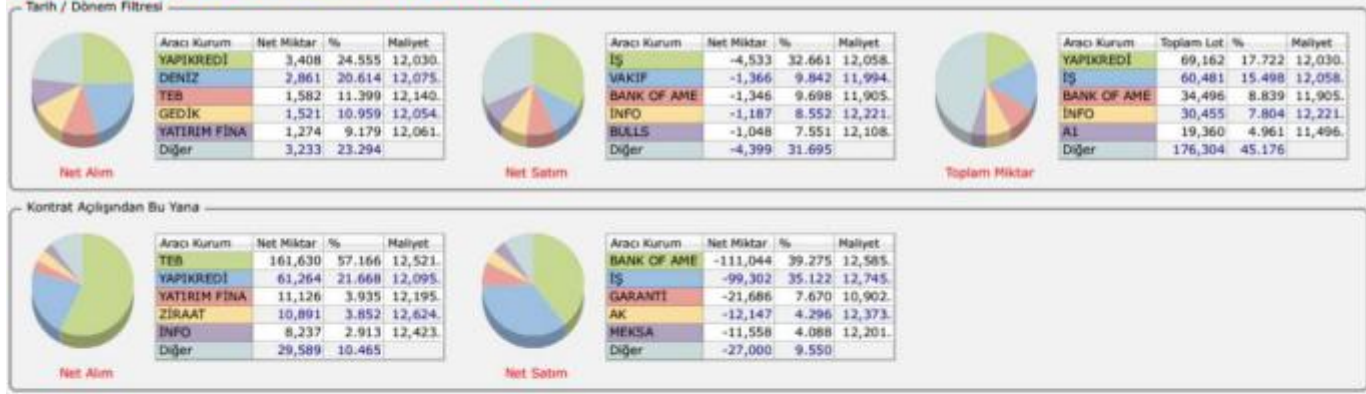 Tarih / Dönem Filtresi
Aracı Kurum Net Miktar % Maliyet
YAPIKREDİ 3,408 24.555 12,030.
DENİZ 2,861 20.614 12,075.
TEB 1,582 11.399 12,140.
GEDİK 1,521 10.959 12,054.
YATIRIM FİNA 1,274 9.179 12,061.
Diğer 3,233 23.294
Net Alım
Aracı Kurum Net Miktar % Maliyet
İŞ -4,533 32.661 12,058.
VAKIF -1,366 9.842 11,994.
BANK OF AME -1,346 9.698 11,905.
İNFO -1,187 8.552 12,221.
BULLS -1,048 7.551 12,108.
Diğer -4,399 31.695
Net Satım
Aracı Kurum Toplam Lot % Maliyet
YAPIKREDİ 69,162 17.722 12,030.
İŞ 60,481 15.498 12,058.
BANK OF AME 34,496 8.839 11,905.
İNFO 30,455 7.804 12,221.
A1 19,360 4.961 11,496.
Diğer 176,304 45.176
Toplam Miktar
Kontrat Açılışından Bu Yana
Aracı Kurum Net Miktar % Maliyet
TEB 161,630 57.166 12,521.
YAPIKREDİ 61,264 21.668 12,095.
YATIRIM FİNA 11,126 3.935 12,195.
ZİRAAT 10,891 3.852 12,624.
İNFO 8,237 2.913 12,423.
Diğer 29,589 10.465
Net Alım
Aracı Kurum Net Miktar % Maliyet
BANK OF AME -111,044 39.275 12,585.
İŞ -99,302 35.122 12,745.
GARANTİ -21,686 7.670 10,902.
AK -12,147 4.296 12,373.
MEKSA -11,558 4.088 12,201.
Diğer -27,000 9.550
Net Satım